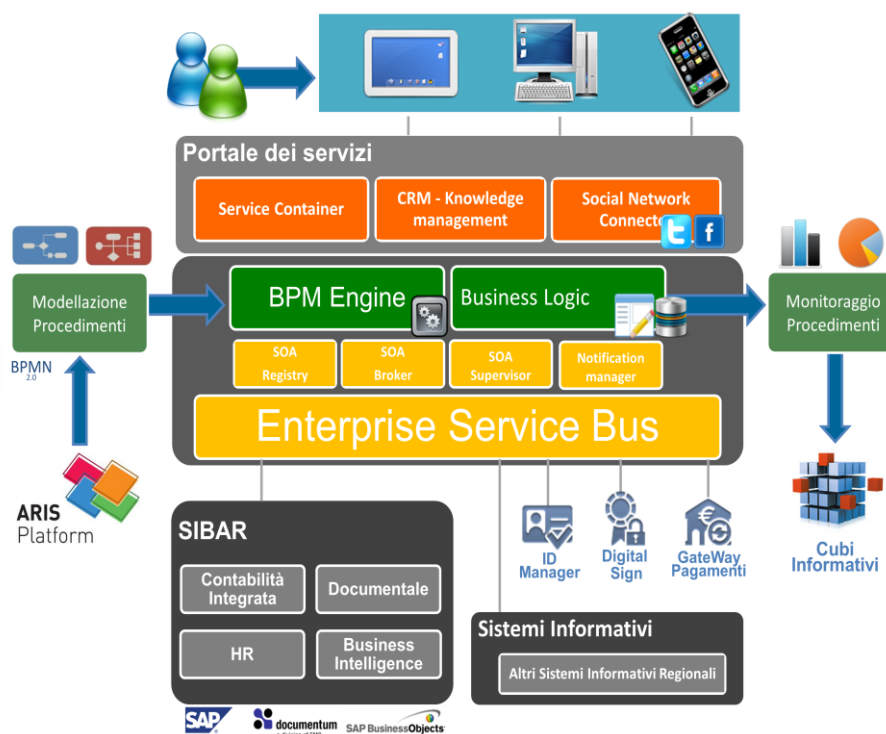 Portale dei servizi
Service Container
CRM - Knowledge
management
Social Network
Connecto
Modellazione
Procedimenti
BPMN
2.0
ARIS
Platform
BPM Engine
Business Logic
SOA
Registry
SOA
Broker
SOA
Supervisor
Notification
manager
Enterprise Service Bus
Monitoraggio
Procedimenti
Cubi
Informativi
SIBAR
Contabilità
Integrata
Documentale
HR
Business
Intelligence
SAP
documentum
SAP BusinessObjects
ID
Manager
Digital
Sign
GateWay
Pagamenti
Sistemi Informativi
Altri Sistemi Informativi Regionali